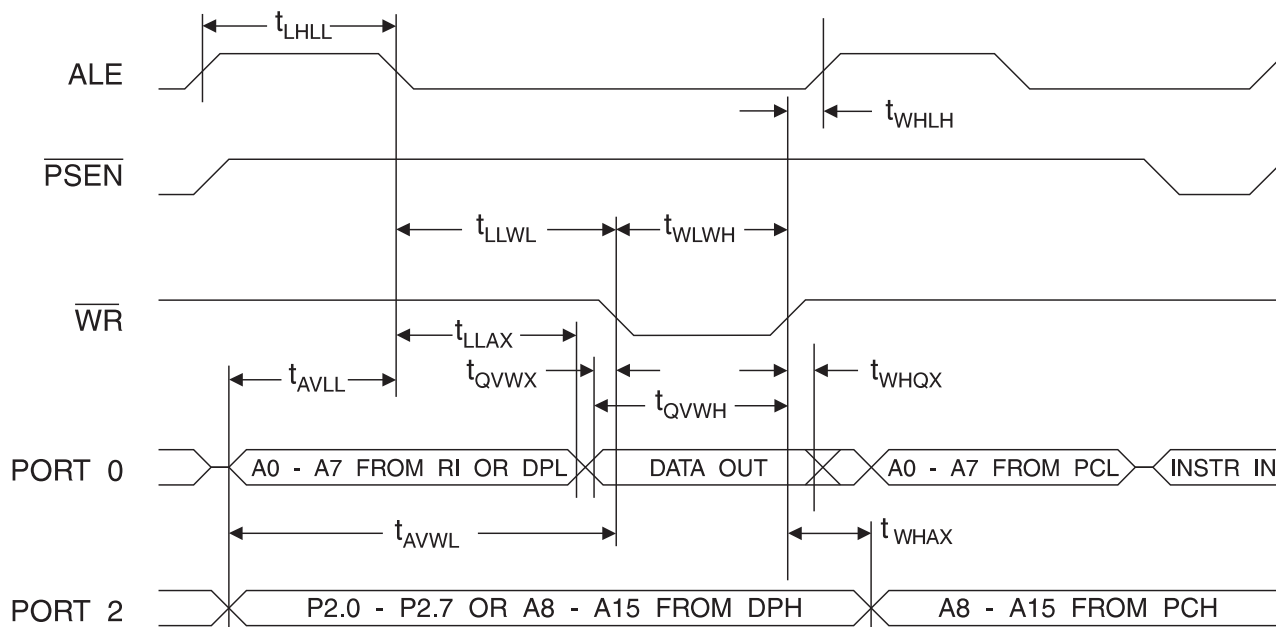 tLHLL
ALE
tWHLH
PSEN
tLLWL
tWLWH
WR
tLLAX
tAVLL
tQVWX
tWHQX
tQVWH
PORT 0
A0 - A7 FROM RI OR DPL
DATA OUT
A0 - A7 FROM PCL
INSTR IN
tAVWL
tWHAX
PORT 2
P2.0 - P2.7 OR A8 - A15 FROM DPH
A8 - A15 FROM PCH